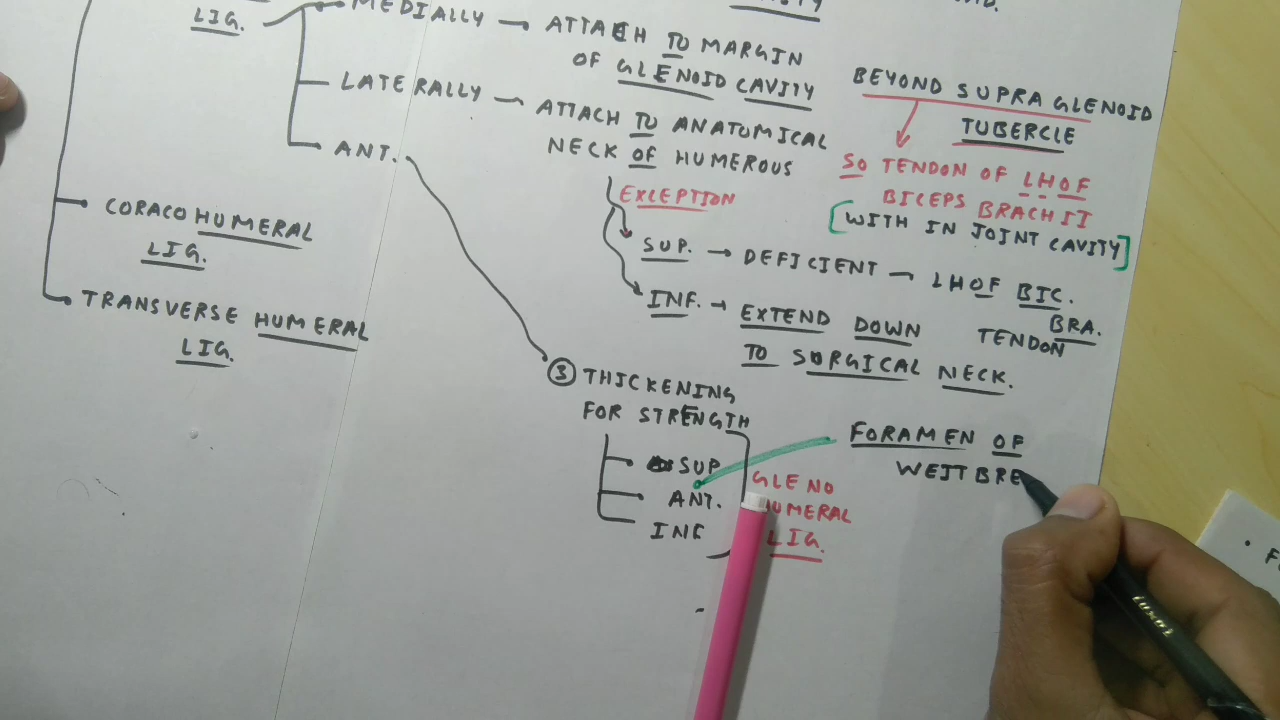 LIG.
MEDIALLY → ATTACH TO MARGIN
OF GLENOID CAVITY
LATERALLY → ATTACH TO ANATOMICAL
NECK OF HUMEROUS
ANT.
BEYOND SUPRA GLENOID
TUBERCLE
SO TENDON OF LHOF
BICEPS BRACHII
[WITH IN JOINT CAVITY]
EXCEPTION
SUP. → DEFICIENT → LHOF BIC.
BRA.
TENDON
INF. → EXTEND DOWN
TO SURGICAL NECK.
CORACO HUMERAL
LIG.
TRANSVERSE HUMERAL
LIG.
③ THICKENING
FOR STRENGTH
SUP
ANT.
INF
GLENO
HUMERAL
LIG.
FORAMEN OF
WEITBRE